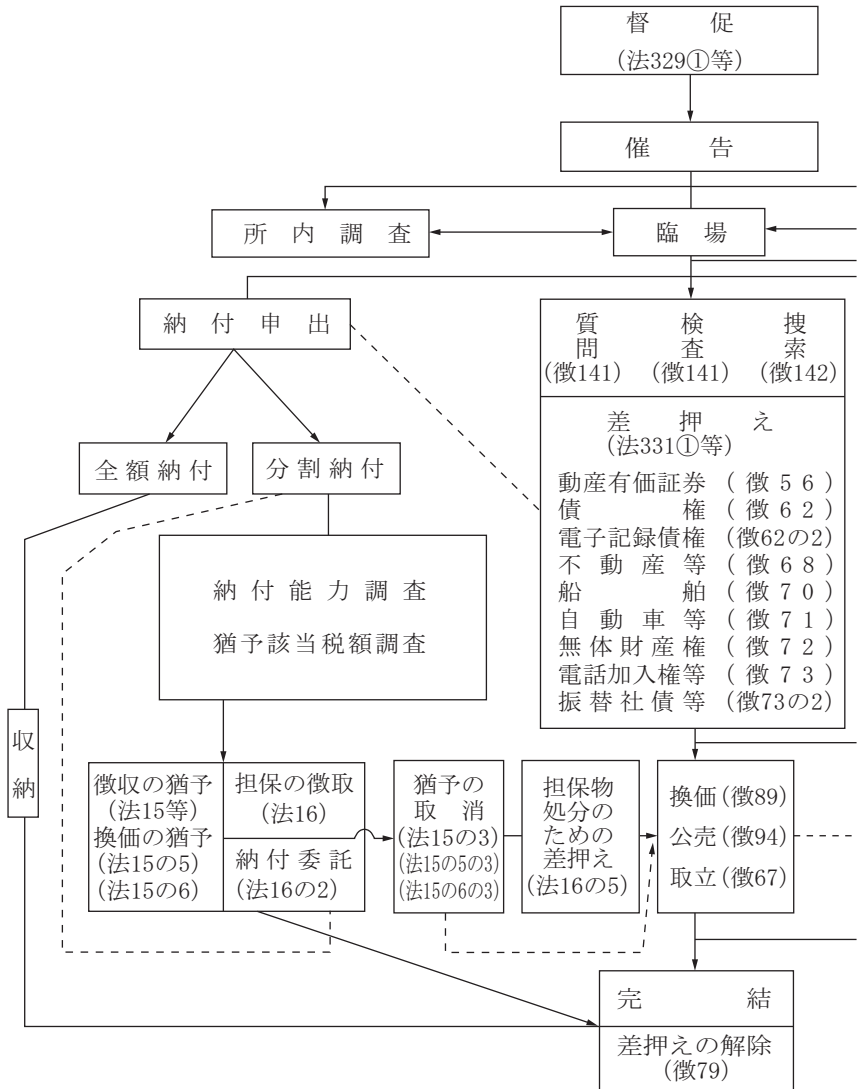 督促
(法329①等)
催告
所内調査
臨場
納付申出
質問
(徴141)
検査
(徴141)
捜索
(徴142)
差押え
(法331①等)
動産有価証券(徴56)
債権(徴62)
電子記録債権(徴62の2)
不動産等(徴68)
船舶(徴70)
自動車等(徴71)
無体財産権(徴72)
電話加入権等(徴73)
振替社債等(徴73の2)
全額納付
分割納付
納付能力調査
猶予該当税額調査
収納
徴収の猶予
(法15等)
換価の猶予
(法15の5)
(法15の6)
担保の徴取
(法16)
納付委託
(法16の2)
猶予の
取消
(法15の3)
(法15の5の3)
(法15の6の3)
担保物
処分の
ための
差押え
(法16の5)
換価(徴89)
公売(徴94)
取立(徴67)
完結
差押えの解除
(徴79)